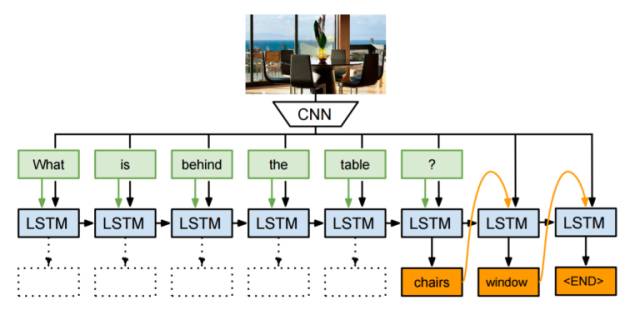 CNN
What is behind the table ?
LSTM LSTM LSTM LSTM LSTM LSTM LSTM LSTM
chairs window <END>